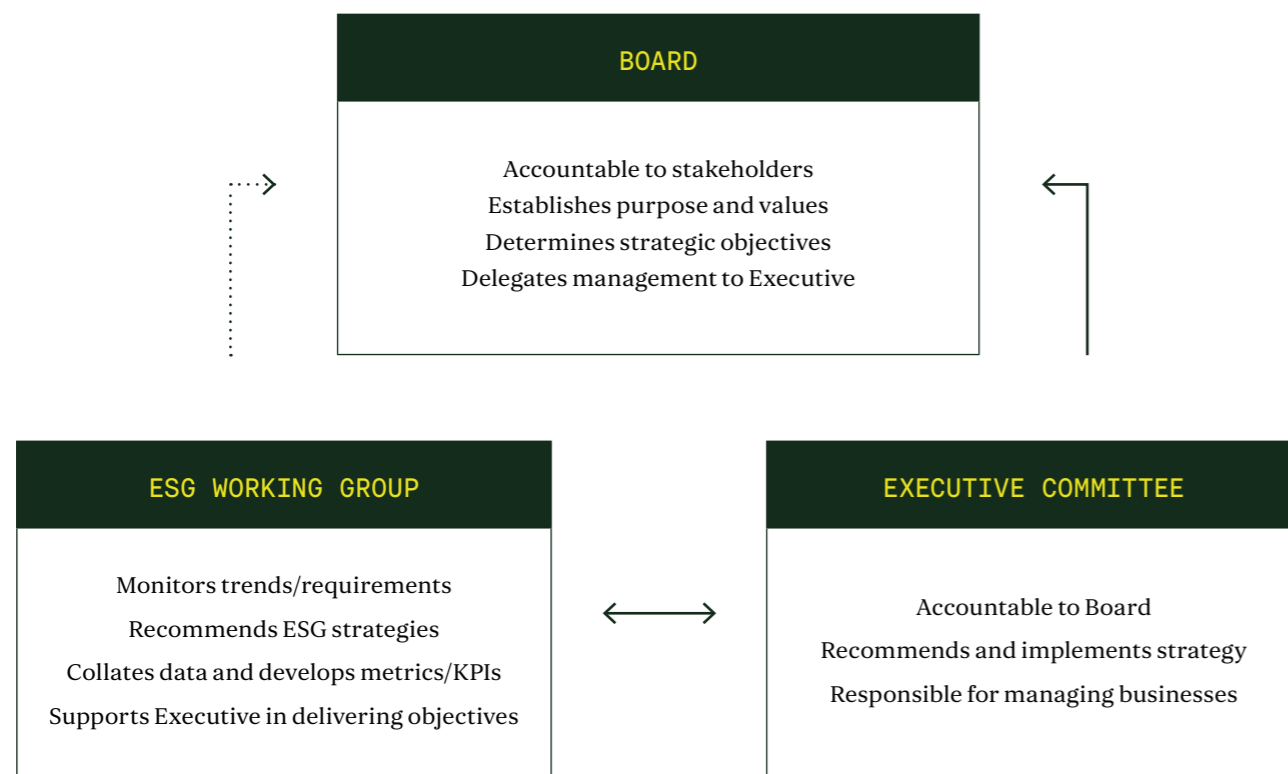 BOARD
Accountable to stakeholders
Establishes purpose and values
Determines strategic objectives
Delegates management to Executive
ESG WORKING GROUP
Monitors trends/requirements
Recommends ESG strategies
Collates data and develops metrics/KPIs
Supports Executive in delivering objectives
EXECUTIVE COMMITTEE
Accountable to Board
Recommends and implements strategy
Responsible for managing businesses